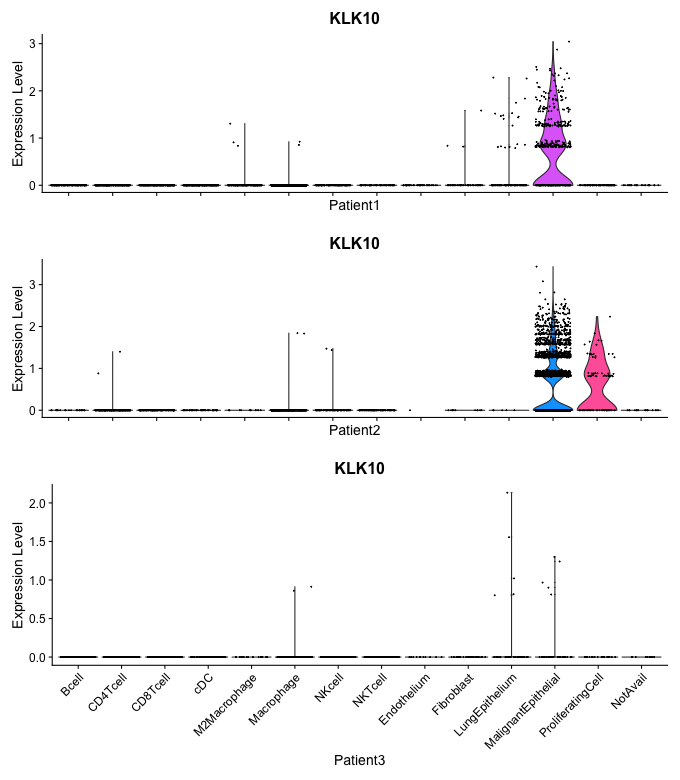 KLK10
Expression Level
3
2
1
0
Patient1
KLK10
Expression Level
3
2
1
0
Patient2
KLK10
Expression Level
2.0
1.5
1.0
0.5
0.0
Bcell
CD4Tcell
CD8Tcell
cDC
M2Macrophage
Macrophage
NKcell
NKTcell
Endothelium
Fibroblast
LungEpithelium
MalignantEpithelial
ProliferatingCell
NotAvail
Patient3